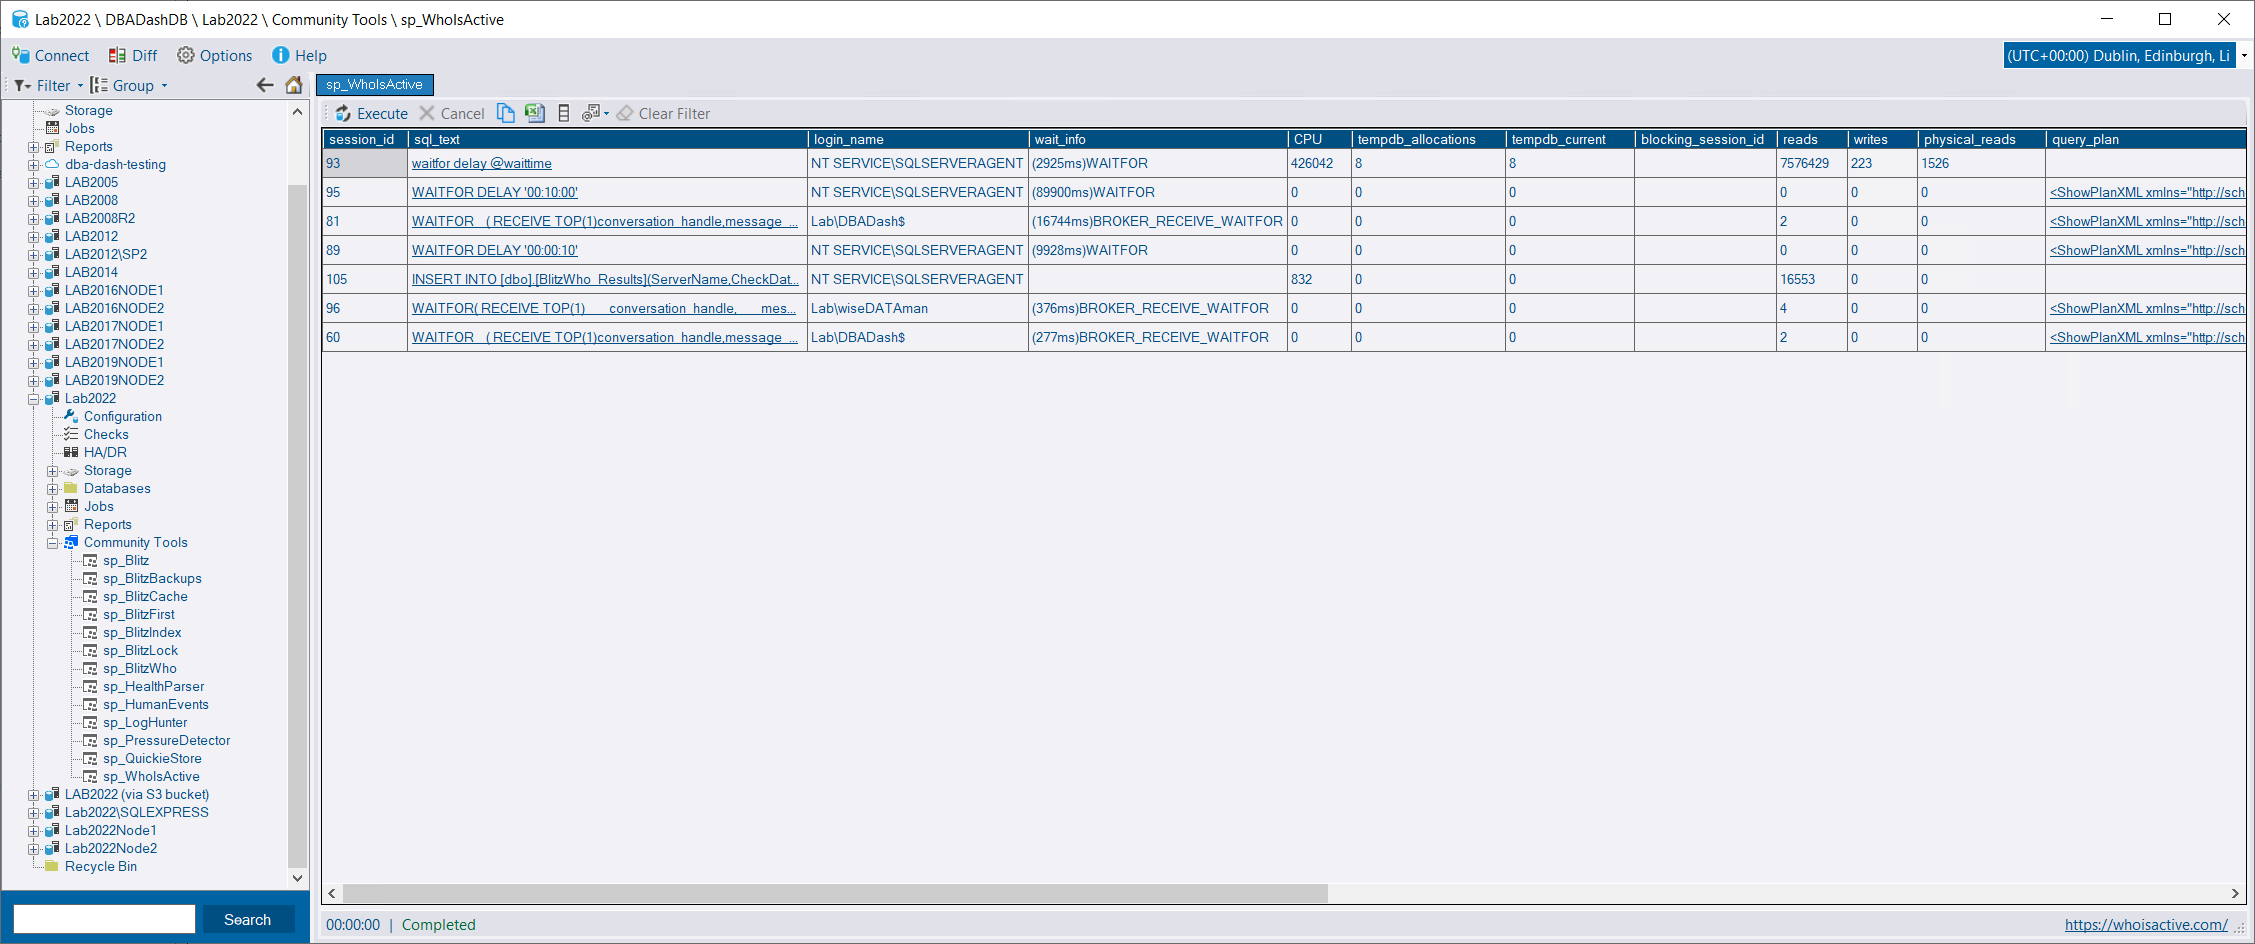 Lab2022 \ DBADashDB \ Lab2022 \ Community Tools \ sp_WhoIsActive
Connect Diff Options Help (UTC+00:00) Dublin, Edinburgh, Li
Filter Group sp_WhoIsActive
Execute Cancel Clear Filter
Storage
Jobs
Reports
dba-dash-testing
LAB2005
LAB2008
LAB2008R2
LAB2012
LAB2012\SP2
LAB2014
LAB2016NODE1
LAB2016NODE2
LAB2017NODE1
LAB2017NODE2
LAB2019NODE1
LAB2019NODE2
Lab2022
Configuration
Checks
HA/DR
Storage
Databases
Jobs
Reports
Community Tools
sp_Blitz
sp_BlitzBackups
sp_BlitzCache
sp_BlitzFirst
sp_BlitzIndex
sp_BlitzLock
sp_BlitzWho
sp_HealthParser
sp_HumanEvents
sp_LogHunter
sp_PressureDetector
sp_QuickieStore
sp_WhoIsActive
LAB2022 (via S3 bucket)
Lab2022\SQLEXPRESS
Lab2022Node1
Lab2022Node2
Recycle Bin
Search
session_id sql_text login_name wait_info CPU tempdb_allocations tempdb_current blocking_session_id reads writes physical_reads query_plan
93 waitfor delay @waittime NT SERVICE\SQLSERVERAGENT (2925ms)WAITFOR 426042 8 8 7576429 223 1526
95 WAITFOR DELAY '00:10:00' NT SERVICE\SQLSERVERAGENT (89900ms)WAITFOR 0 0 0 0 0 0 <ShowPlanXML xmlns="http://sch
81 WAITFOR ( RECEIVE TOP(1)conversation_handle,message_... Lab\DBADash$ (16744ms)BROKER_RECEIVE_WAITFOR 0 0 0 2 0 0 <ShowPlanXML xmlns="http://sch
89 WAITFOR DELAY '00:00:10' NT SERVICE\SQLSERVERAGENT (9928ms)WAITFOR 0 0 0 0 0 0 <ShowPlanXML xmlns="http://sch
105 INSERT INTO [dbo].[BlitzWho_Results](ServerName,CheckDat... NT SERVICE\SQLSERVERAGENT 832 0 0 16553 0 0
96 WAITFOR( RECEIVE TOP(1) conversation_handle, mes... Lab\wiseDATAman (376ms)BROKER_RECEIVE_WAITFOR 0 0 0 4 0 0 <ShowPlanXML xmlns="http://sch
60 WAITFOR ( RECEIVE TOP(1)conversation_handle,message_... Lab\DBADash$ (277ms)BROKER_RECEIVE_WAITFOR 0 0 0 2 0 0 <ShowPlanXML xmlns="http://sch
00:00:00 | Completed https://whoisactive.com/